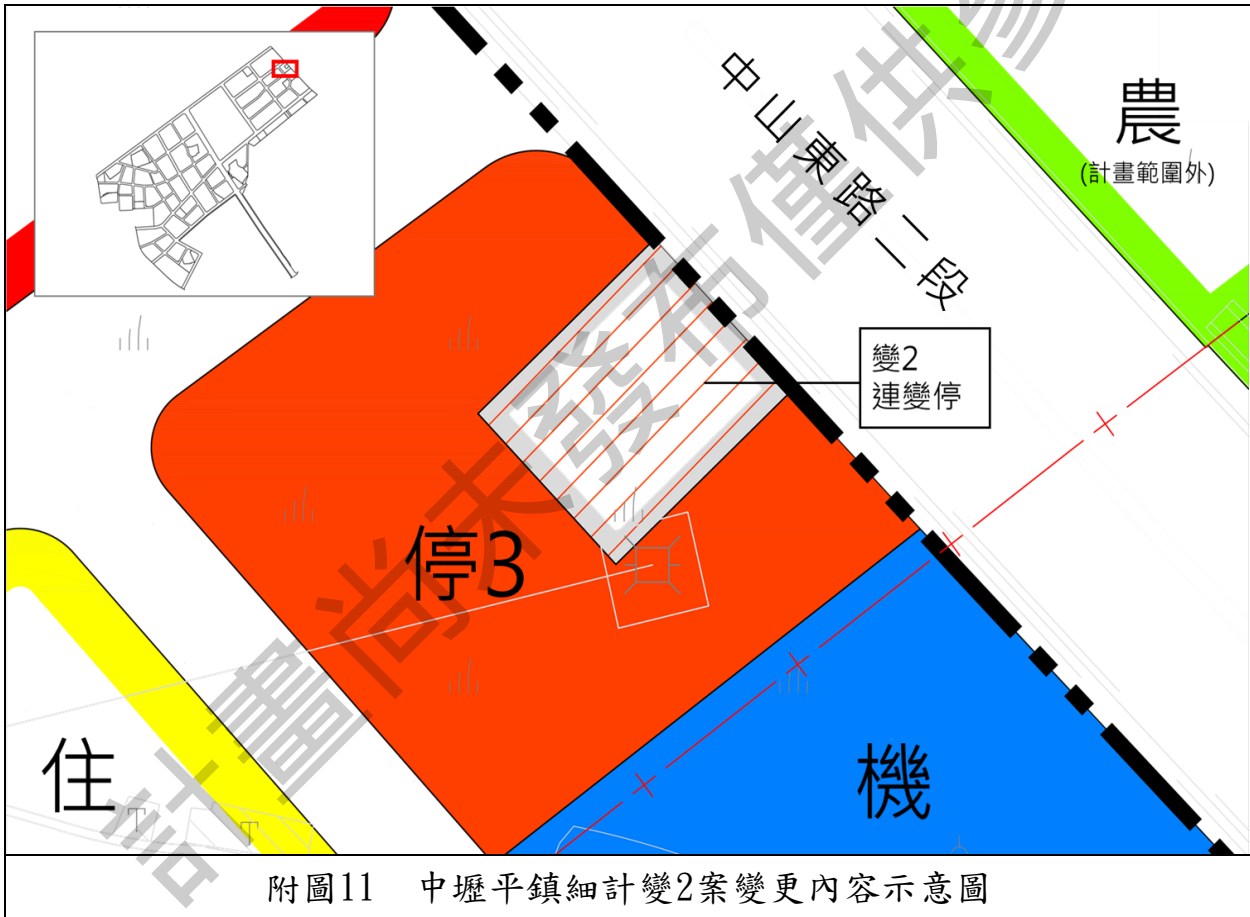 中山東路二段
農
(計畫範圍外)
變2
連變停
停3
住
機
計畫尚未發布僅供參
附圖11 中壢平鎮細計變2案變更內容示意圖